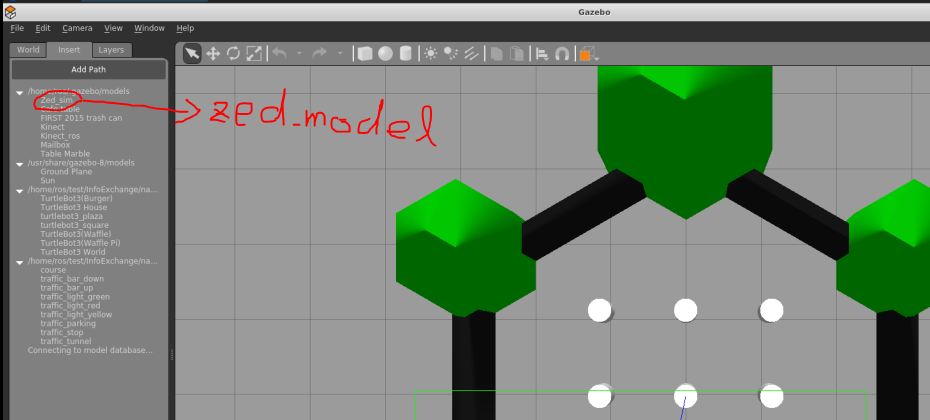 Gazebo
File Edit Camera View Window Help
World Insert Layers
Add Path
/home/ros/.gazebo/models
Zed_sim
zed_model
FIRST 2015 trash can
Kinect
Kinect_ros
Mailbox
Table Marble
/usr/share/gazebo-8/models
Ground Plane
Sun
/home/ros/test/InfoExchange/na...
TurtleBot3(Burger)
TurtleBot3 House
turtlebot3_plaza
turtlebot3_square
TurtleBot3(Waffle)
TurtleBot3(Waffle Pi)
TurtleBot3 World
/home/ros/test/InfoExchange/na...
course
traffic_bar_down
traffic_bar_up
traffic_light_green
traffic_light_red
traffic_light_yellow
traffic_parking
traffic_stop
traffic_tunnel
Connecting to model database...